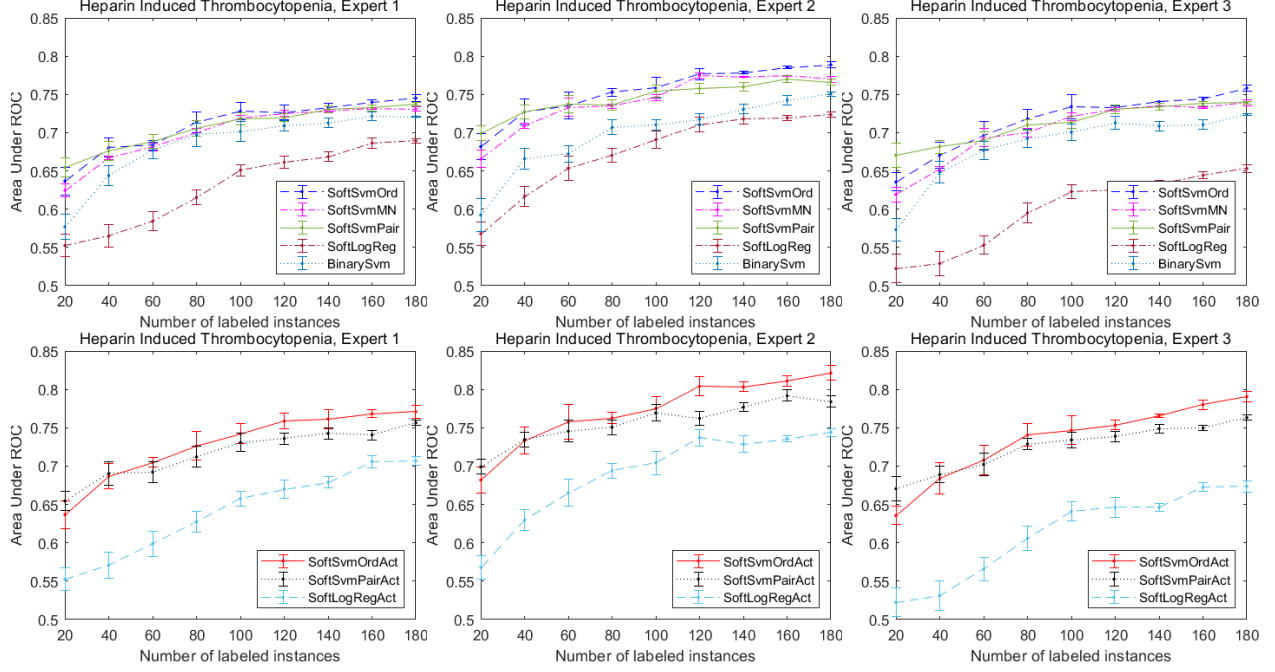 Heparin Induced Thrombocytopenia, Expert 1
0.85
0.8
0.75
0.7
0.65
0.6
0.55
0.5
Area Under ROC
SoftSvmOrd
SoftSvmMN
SoftSvmPair
SoftLogReg
BinarySvm
20 40 60 80 100 120 140 160 180
Number of labeled instances
Heparin Induced Thrombocytopenia, Expert 2
0.85
0.8
0.75
0.7
0.65
0.6
0.55
0.5
Area Under ROC
SoftSvmOrd
SoftSvmMN
SoftSvmPair
SoftLogReg
BinarySvm
20 40 60 80 100 120 140 160 180
Number of labeled instances
Heparin Induced Thrombocytopenia, Expert 3
0.85
0.8
0.75
0.7
0.65
0.6
0.55
0.5
Area Under ROC
SoftSvmOrd
SoftSvmMN
SoftSvmPair
SoftLogReg
BinarySvm
20 40 60 80 100 120 140 160 180
Number of labeled instances
Heparin Induced Thrombocytopenia, Expert 1
0.85
0.8
0.75
0.7
0.65
0.6
0.55
0.5
Area Under ROC
SoftSvmOrdAct
SoftSvmPairAct
SoftLogRegAct
20 40 60 80 100 120 140 160 180
Number of labeled instances
Heparin Induced Thrombocytopenia, Expert 2
0.85
0.8
0.75
0.7
0.65
0.6
0.55
0.5
Area Under ROC
SoftSvmOrdAct
SoftSvmPairAct
SoftLogRegAct
20 40 60 80 100 120 140 160 180
Number of labeled instances
Heparin Induced Thrombocytopenia, Expert 3
0.85
0.8
0.75
0.7
0.65
0.6
0.55
0.5
Area Under ROC
SoftSvmOrdAct
SoftSvmPairAct
SoftLogRegAct
20 40 60 80 100 120 140 160 180
Number of labeled instances